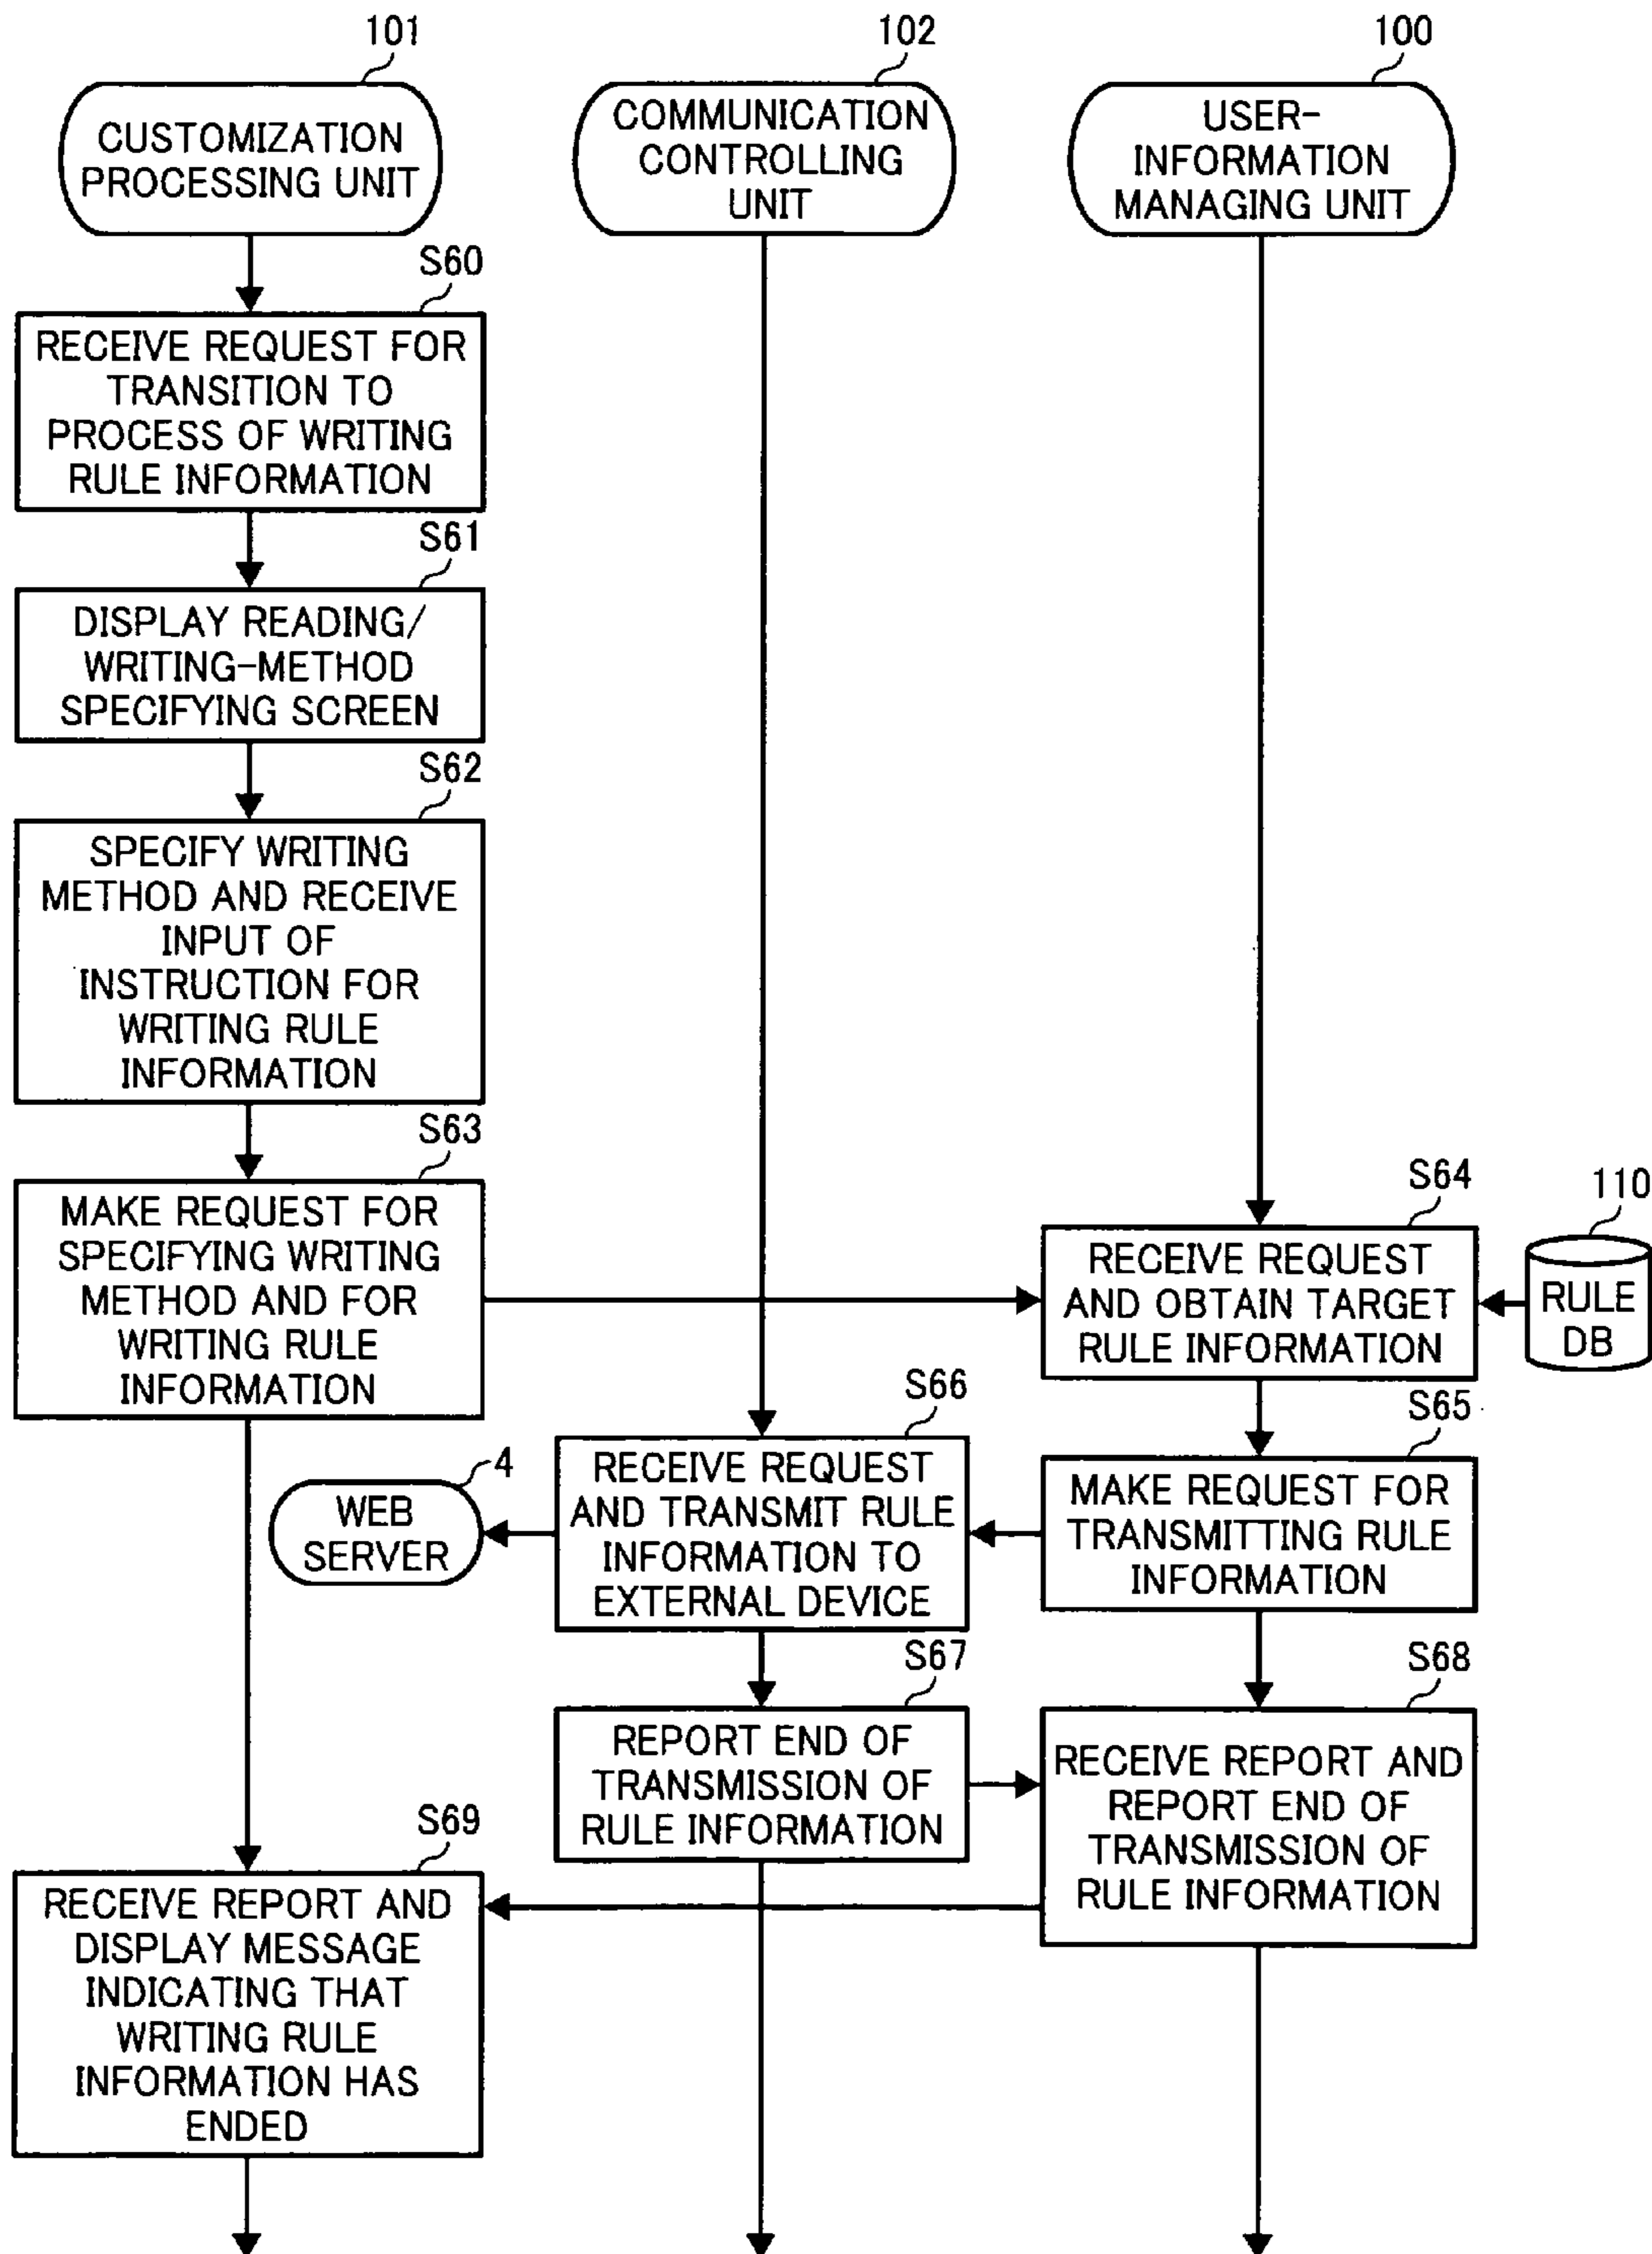 101
CUSTOMIZATION
PROCESSING UNIT
102
COMMUNICATION
CONTROLLING
UNIT
100
USER-
INFORMATION
MANAGING UNIT
S60
RECEIVE REQUEST FOR
TRANSITION TO
PROCESS OF WRITING
RULE INFORMATION
S61
DISPLAY READING/
WRITING-METHOD
SPECIFYING SCREEN
S62
SPECIFY WRITING
METHOD AND RECEIVE
INPUT OF
INSTRUCTION FOR
WRITING RULE
INFORMATION
S63
MAKE REQUEST FOR
SPECIFYING WRITING
METHOD AND FOR
WRITING RULE
INFORMATION
S64
RECEIVE REQUEST
AND OBTAIN TARGET
RULE INFORMATION
110
RULE
DB
S65
MAKE REQUEST FOR
TRANSMITTING RULE
INFORMATION
S66
RECEIVE REQUEST
AND TRANSMIT RULE
INFORMATION TO
EXTERNAL DEVICE
4
WEB
SERVER
S67
REPORT END OF
TRANSMISSION OF
RULE INFORMATION
S68
RECEIVE REPORT AND
REPORT END OF
TRANSMISSION OF
RULE INFORMATION
S69
RECEIVE REPORT AND
DISPLAY MESSAGE
INDICATING THAT
WRITING RULE
INFORMATION HAS
ENDED